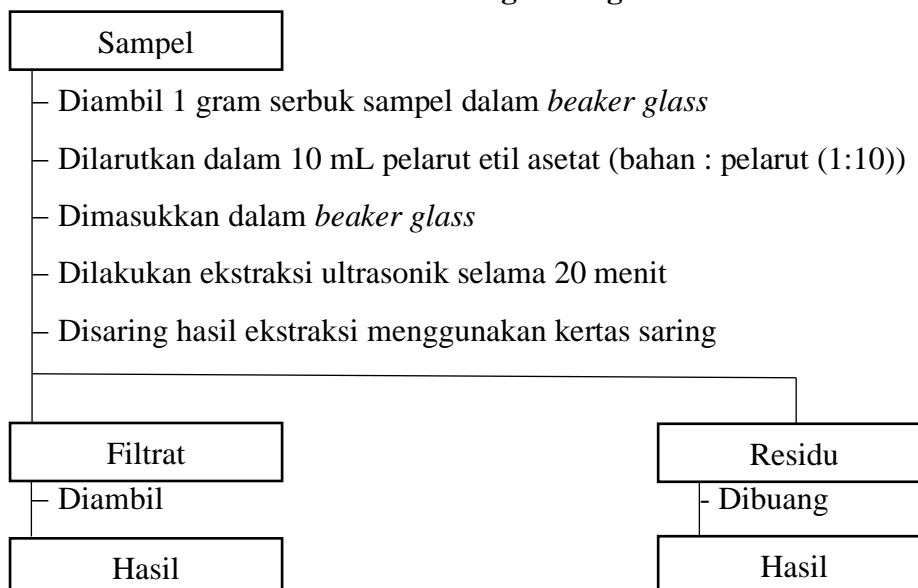 Sampel
– Diambil 1 gram serbuk sampel dalam beaker glass
– Dilarutkan dalam 10 mL pelarut etil asetat (bahan : pelarut (1:10))
– Dimasukkan dalam beaker glass
– Dilakukan ekstraksi ultrasonik selama 20 menit
– Disaring hasil ekstraksi menggunakan kertas saring
Filtrat
Residu
– Diambil
- Dibuang
Hasil
Hasil